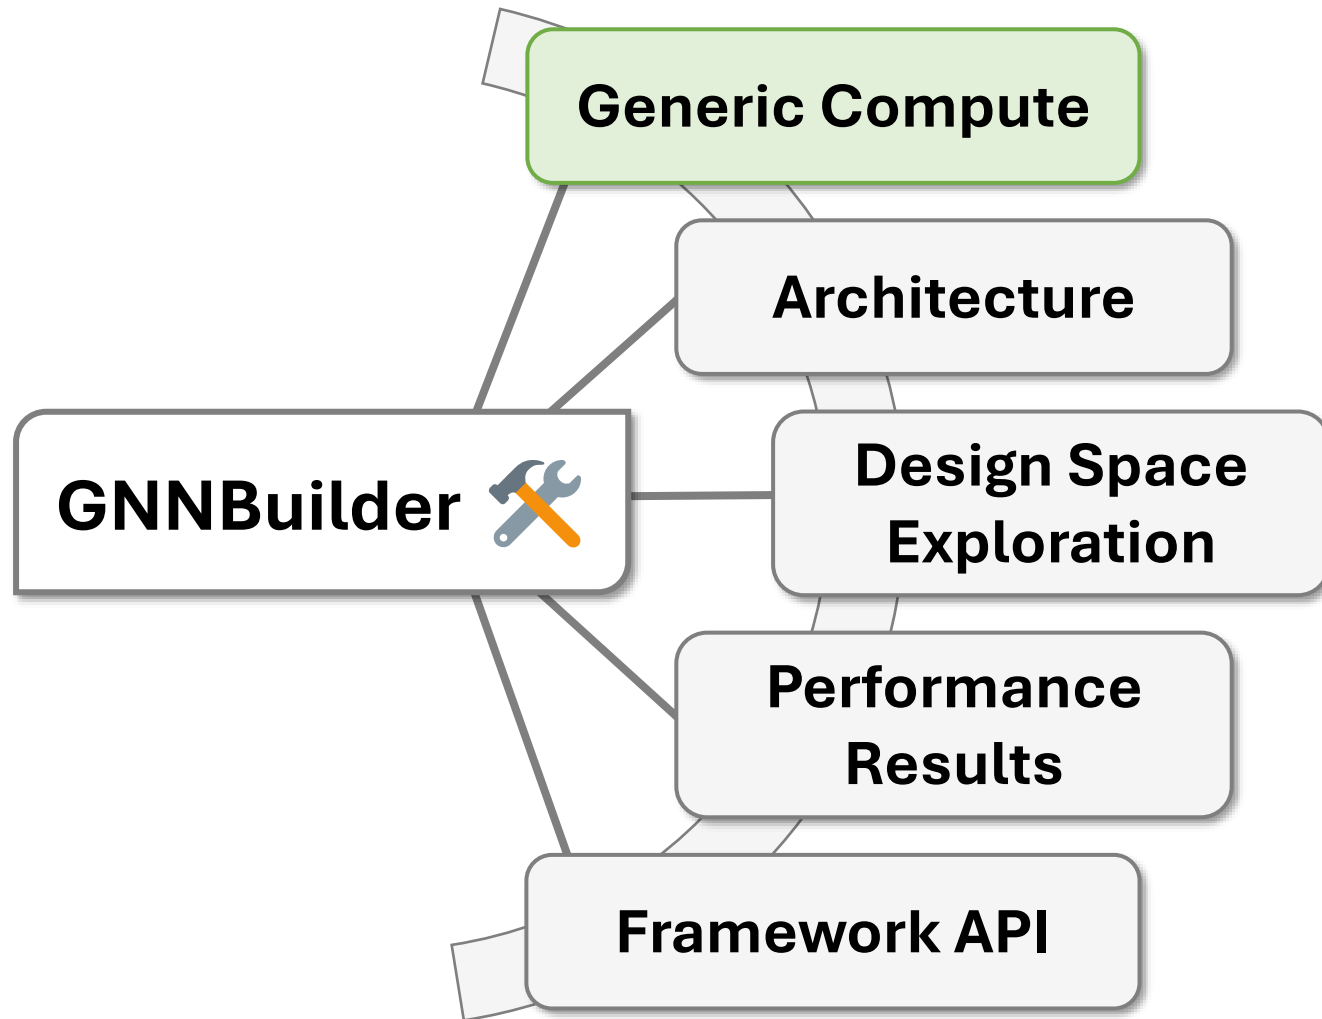 Generic Compute
Architecture
Design Space
Exploration
GNNBuilder
Performance
Results
Framework API